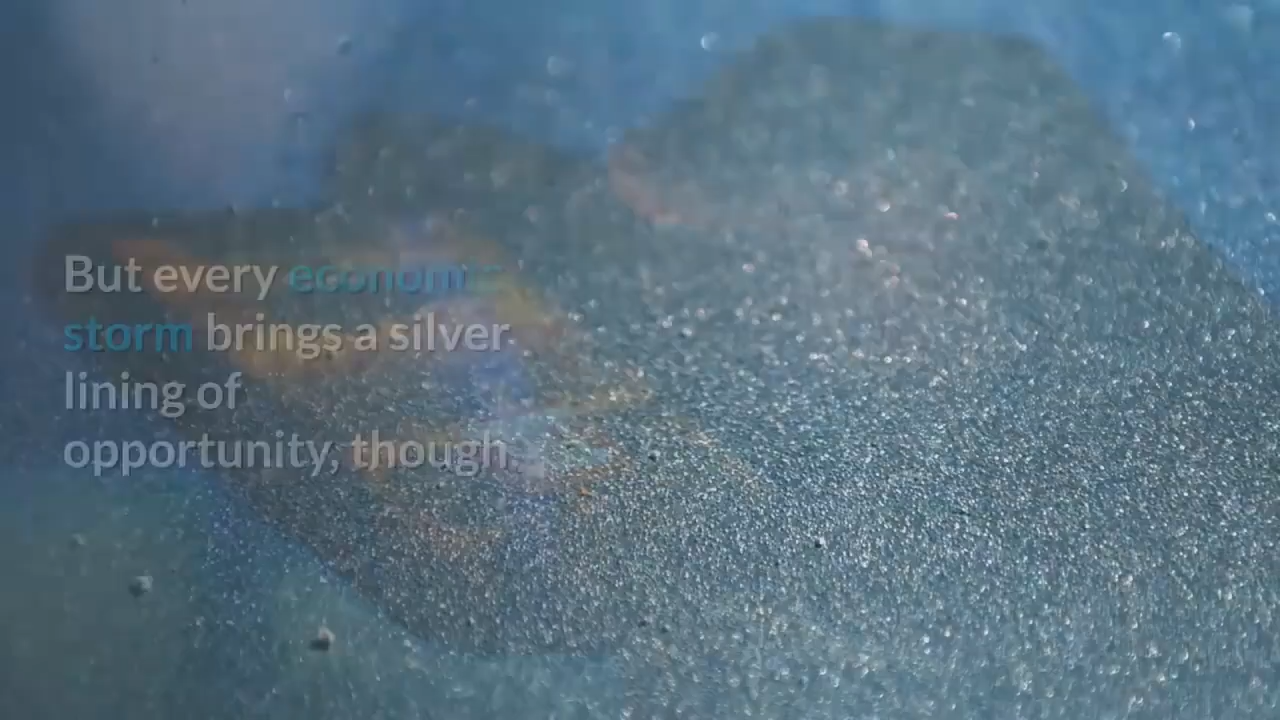 But every economic
storm brings a silver
lining of
opportunity, though.